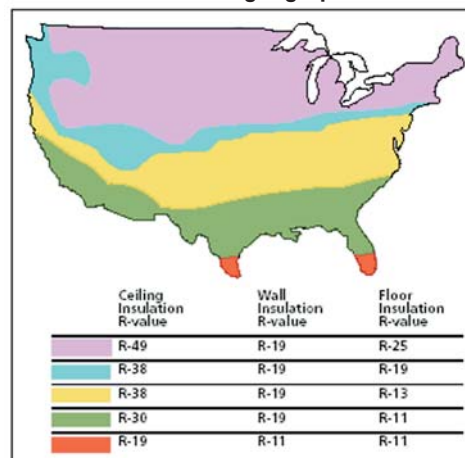 Ceiling Insulation R-value
Wall Insulation R-value
Floor Insulation R-value
R-49 R-19 R-25
R-38 R-19 R-19
R-38 R-19 R-13
R-30 R-19 R-11
R-19 R-11 R-11